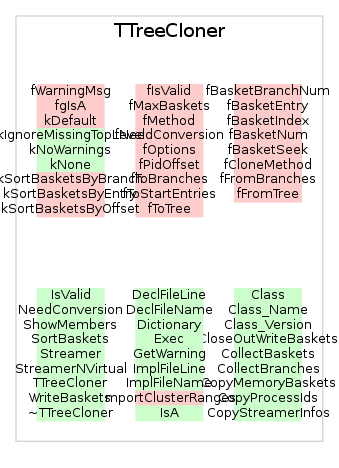 TTreeCloner
fWarningMsg
fgIsA
kDefault
kIgnoreMissingTopLevel
kNoWarnings
kNone
kSortBasketsByBranch
kSortBasketsByEntry
kSortBasketsByOffset
fIsValid
fMaxBaskets
fMethod
fNeedConversion
fOptions
fPidOffset
fToBranches
fToStartEntries
fToTree
fBasketBranchNum
fBasketEntry
fBasketIndex
fBasketNum
fBasketSeek
fCloneMethod
fFromBranches
fFromTree
IsValid
NeedConversion
ShowMembers
SortBaskets
Streamer
StreamerNVirtual
TTreeCloner
WriteBaskets
~TTreeCloner
DeclFileLine
DeclFileName
Dictionary
Exec
GetWarning
ImplFileLine
ImplFileName
ImportClusterRanges
IsA
Class
Class_Name
Class_Version
CloseOutWriteBaskets
CollectBaskets
CollectBranches
CopyMemoryBaskets
CopyProcessIds
CopyStreamerInfos